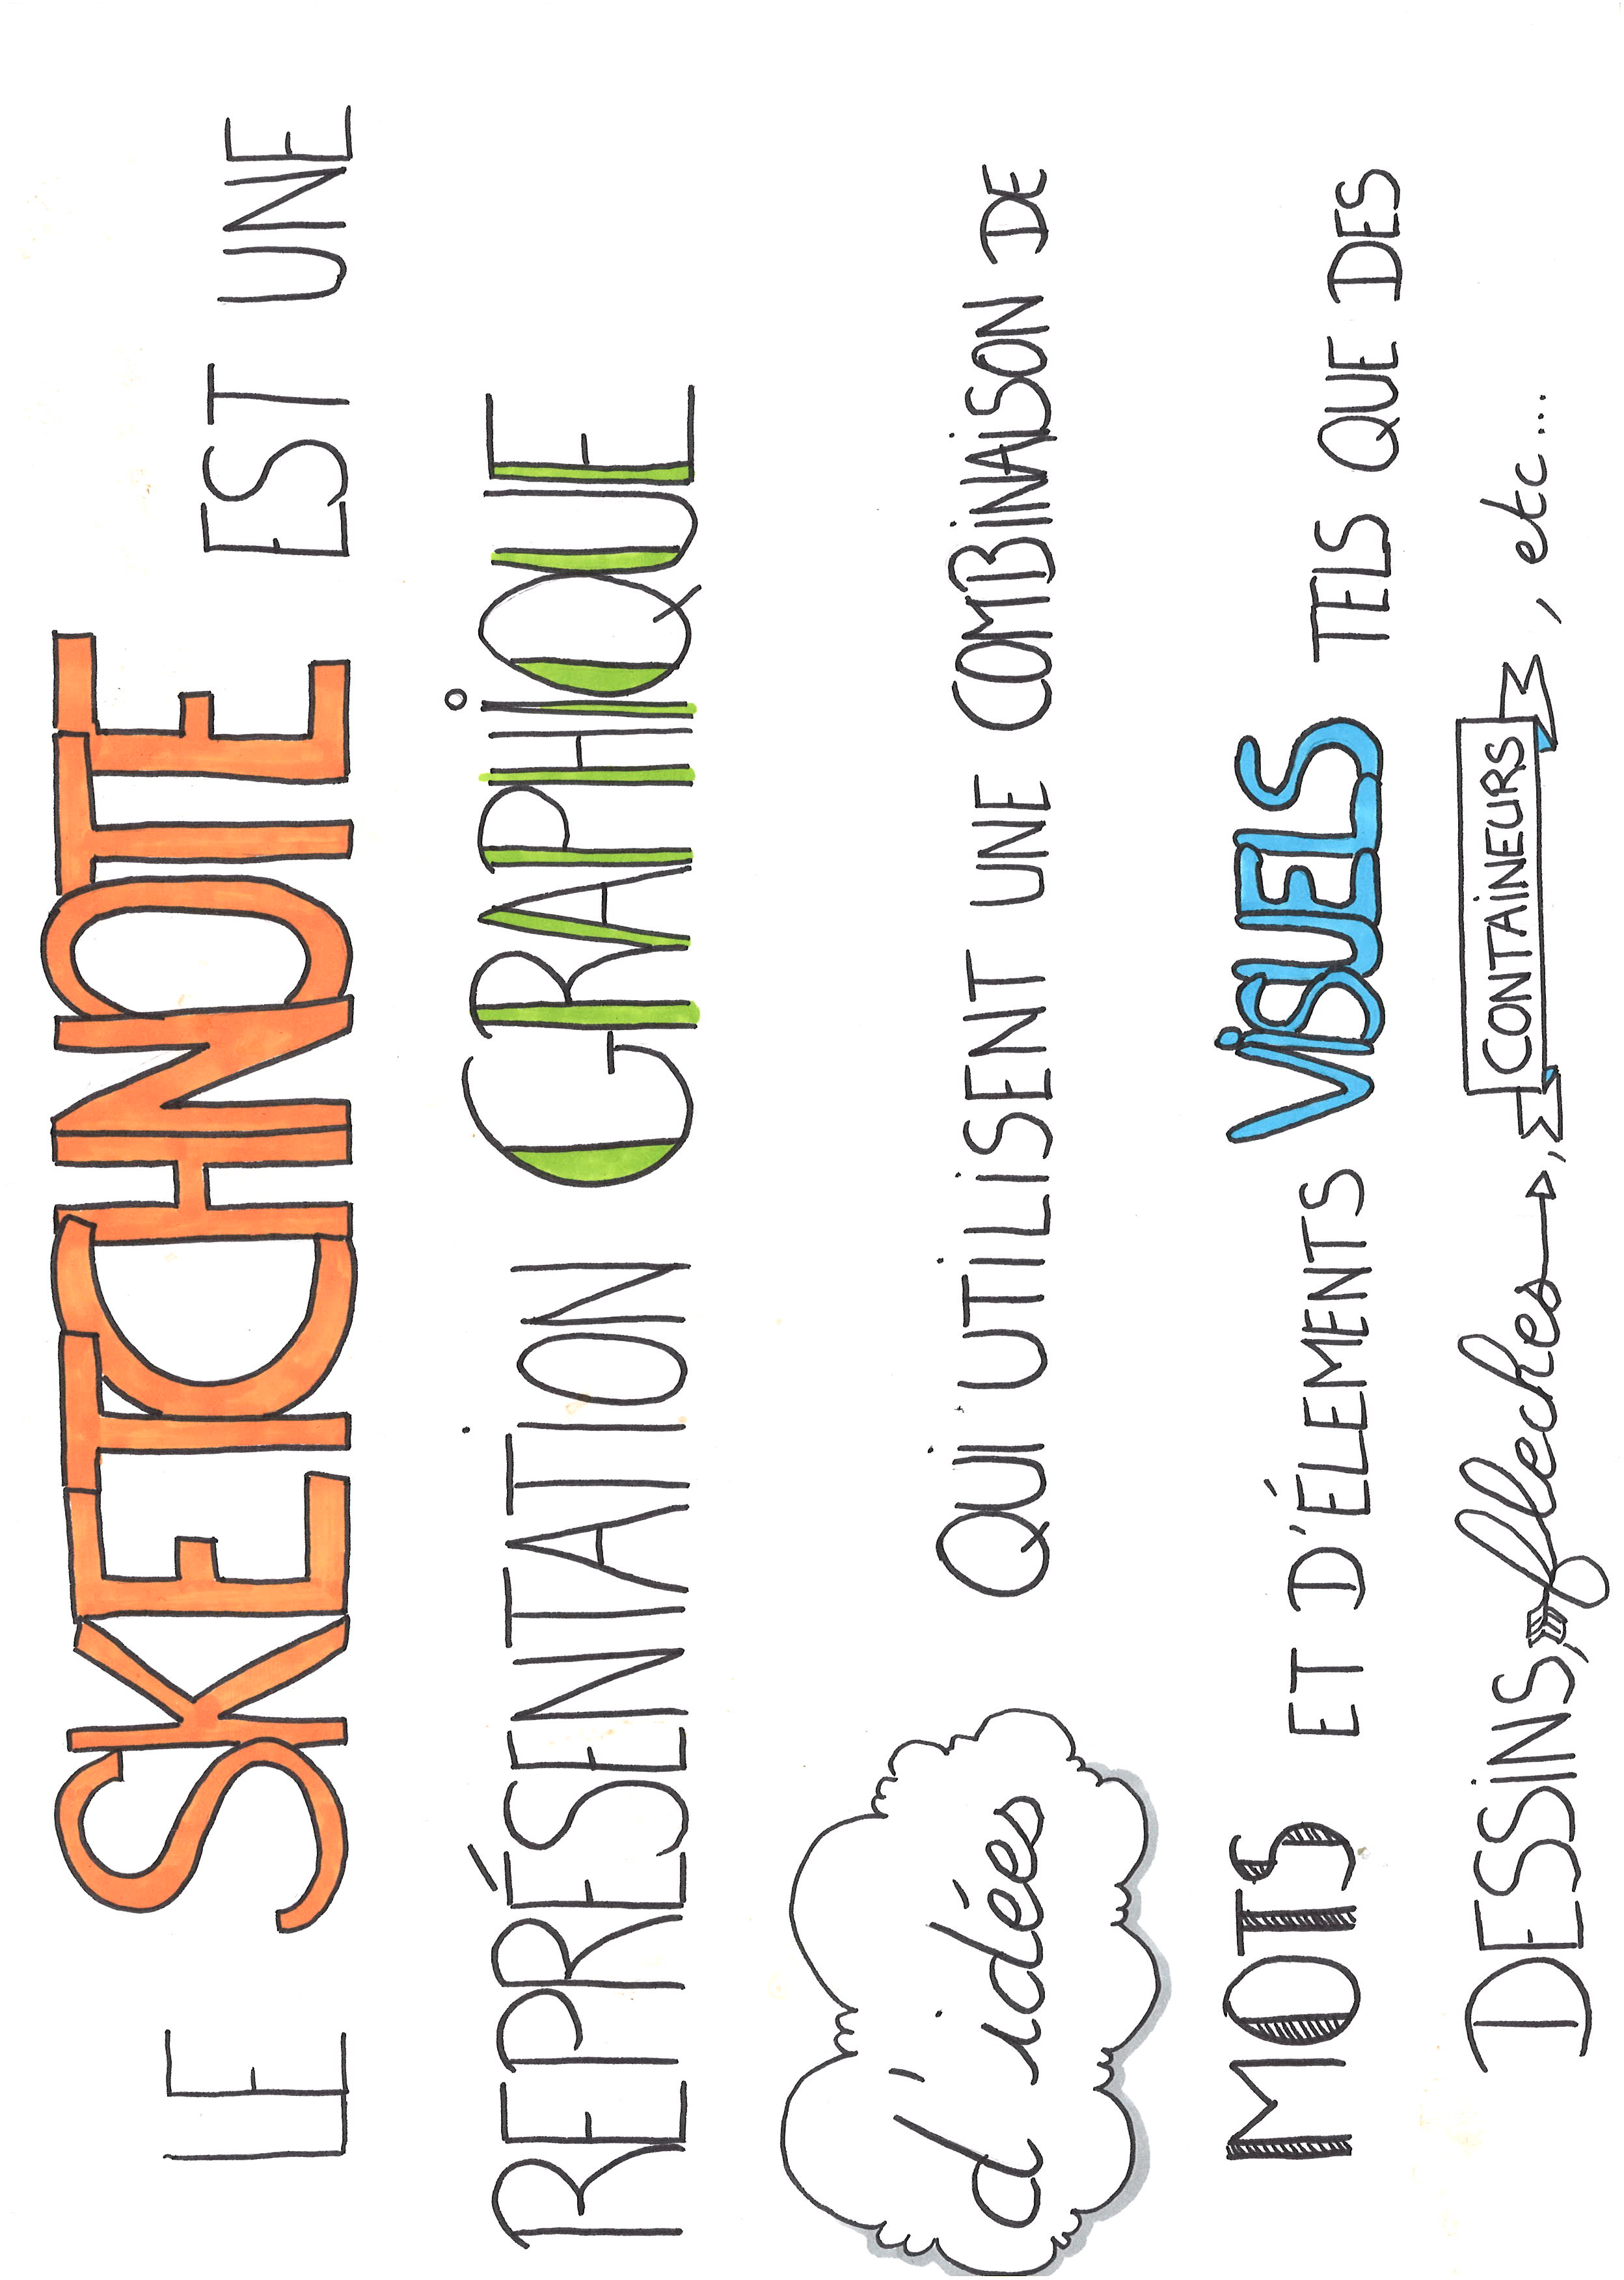 LE SKETCHNOTE EST UNE
REPRÉSENTATION GRAPHIQUE
d'idées QUI UTILISENT UNE COMBINAISON DE
MOTS ET D'ÉLEMENTS VISUELS TELS QUE DES
DESSINS, fleches, CONTAINEURS, etc...